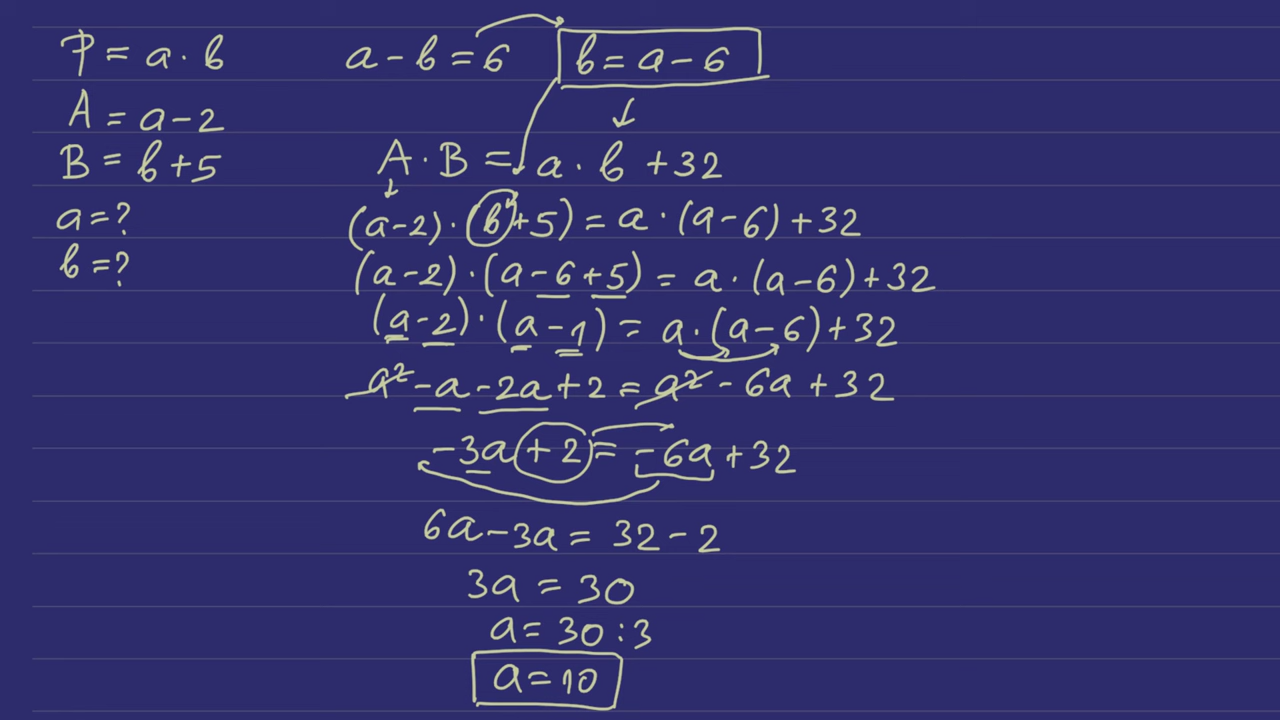 P = a · b
A = a - 2
B = b + 5
a = ?
b = ?
a - b = 6 b = a - 6
A · B = a · b + 32
(a - 2) · (b + 5) = a · (a - 6) + 32
(a - 2) · (a - 6 + 5) = a · (a - 6) + 32
(a - 2) · (a - 1) = a · (a - 6) + 32
a² - a - 2a + 2 = a² - 6a + 32
-3a + 2 = -6a + 32
6a - 3a = 32 - 2
3a = 30
a = 30 : 3
a = 10